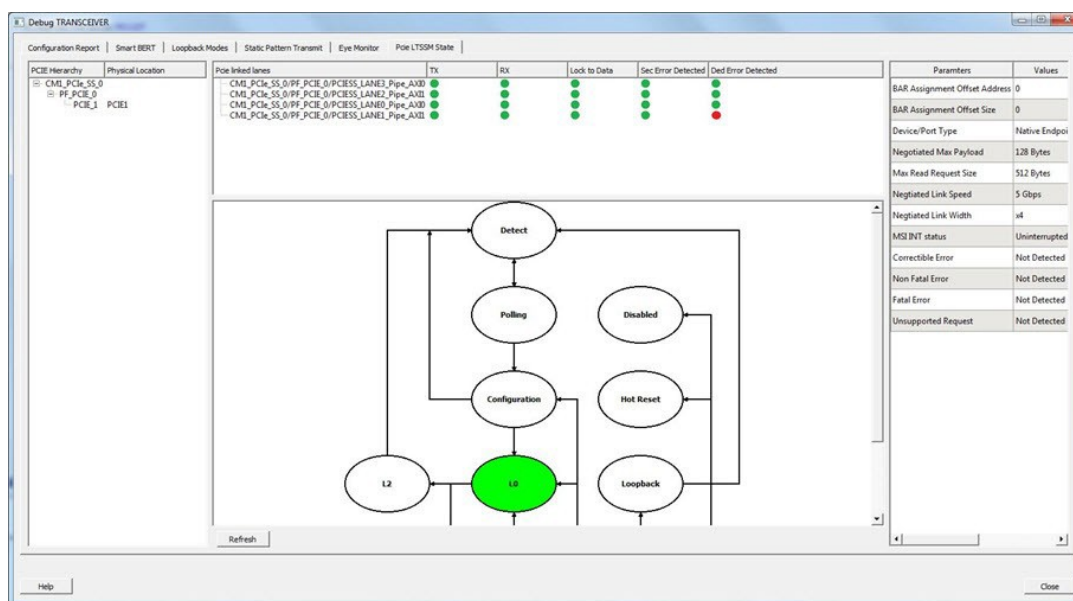 Debug TRANSCEIVER
Configuration Report Smart BERT Loopback Modes Static Pattern Transmit Eye Monitor Pcie LTSSM State
PCIE Hierarchy Physical Location
CM1_PCIe_SS_0
PF_PCIE_0
PCIE_1 PCIE1
Pcie linked lanes TX RX Lock to Data Sec Error Detected Ded Error Detected
CM1_PCIe_SS_0/PF_PCIE_0/PCIESS_LANE3_Pipe_AXI0
CM1_PCIe_SS_0/PF_PCIE_0/PCIESS_LANE2_Pipe_AXI1
CM1_PCIe_SS_0/PF_PCIE_0/PCIESS_LANE0_Pipe_AXI0
CM1_PCIe_SS_0/PF_PCIE_0/PCIESS_LANE1_Pipe_AXI1
Detect
Polling
Disabled
Configuration
Hot Reset
L2
L0
Loopback
Refresh
Paramters Values
BAR Assignment Offset Address 0
BAR Assignment Offset Size 0
Device/Port Type Native Endpoi
Negotiated Max Payload 128 Bytes
Max Read Request Size 512 Bytes
Negtiated Link Speed 5 Gbps
Negtiated Link Width x4
MSI INT status Uninterrupted
Correctible Error Not Detected
Non Fatal Error Not Detected
Fatal Error Not Detected
Unsupported Request Not Detected
Help
Close